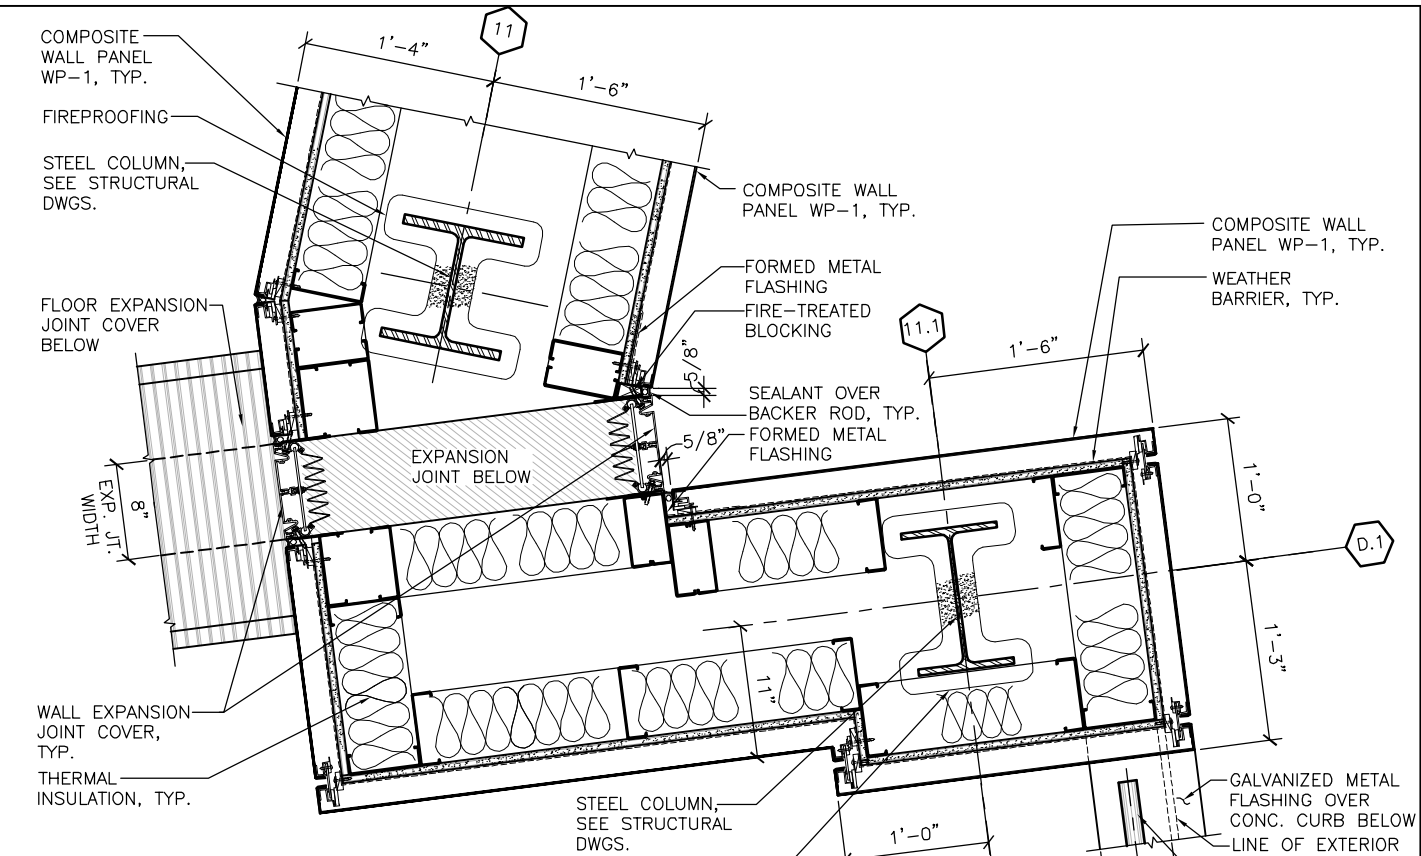 COMPOSITE
WALL PANEL
WP-1, TYP.
FIREPROOFING
STEEL COLUMN,
SEE STRUCTURAL
DWGS.
FLOOR EXPANSION
JOINT COVER
BELOW
1'-4"
11
1'-6"
COMPOSITE WALL
PANEL WP-1, TYP.
FORMED METAL
FLASHING
FIRE-TREATED
BLOCKING
5/8"
SEALANT OVER
BACKER ROD, TYP.
FORMED METAL
FLASHING
5/8"
COMPOSITE WALL
PANEL WP-1, TYP.
WEATHER
BARRIER, TYP.
11.1
1'-6"
EXPANSION
JOINT BELOW
8"
EXP. JT.
WIDTH
1'-0"
D.1
1'-3"
11"
WALL EXPANSION
JOINT COVER,
TYP.
THERMAL
INSULATION, TYP.
STEEL COLUMN,
SEE STRUCTURAL
DWGS.
1'-0"
GALVANIZED METAL
FLASHING OVER
CONC. CURB BELOW
LINE OF EXTERIOR